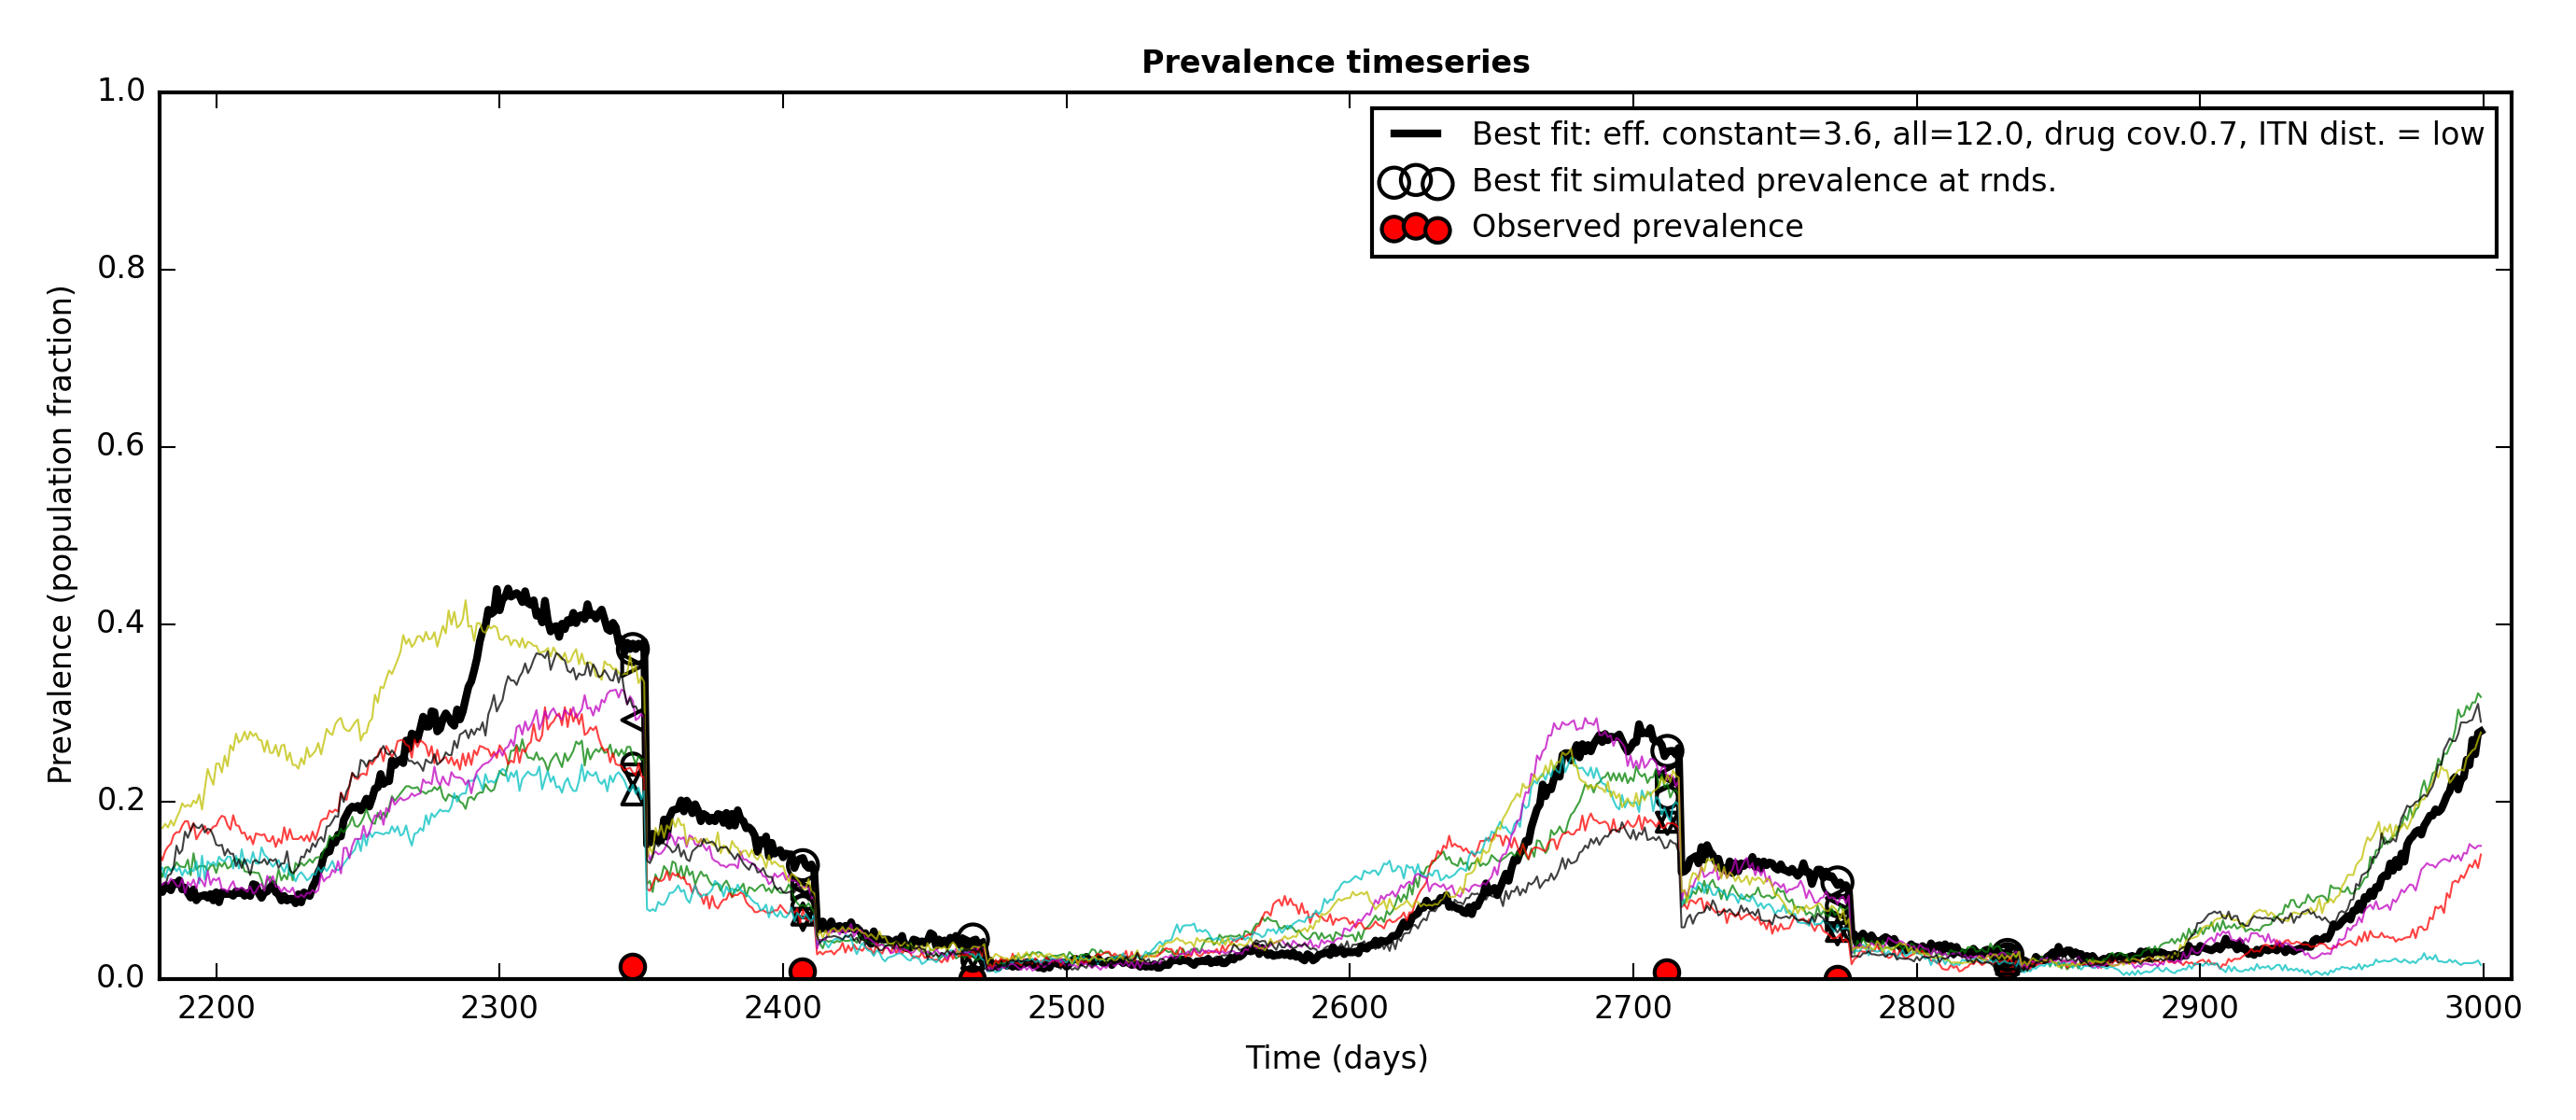 Prevalence timeseries
1.0
0.8
0.6
0.4
0.2
0.0
Prevalence (population fraction)
Best fit: eff. constant=3.6, all=12.0, drug cov.0.7, ITN dist. = low
Best fit simulated prevalence at rnds.
Observed prevalence
2200 2300 2400 2500 2600 2700 2800 2900 3000
Time (days)